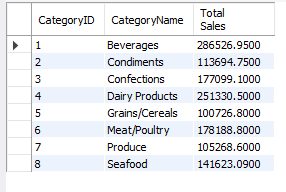 CategoryID CategoryName Total Sales
1 Beverages 286526.9500
2 Condiments 113694.7500
3 Confections 177099.1000
4 Dairy Products 251330.5000
5 Grains/Cereals 100726.8000
6 Meat/Poultry 178188.8000
7 Produce 105268.6000
8 Seafood 141623.0900